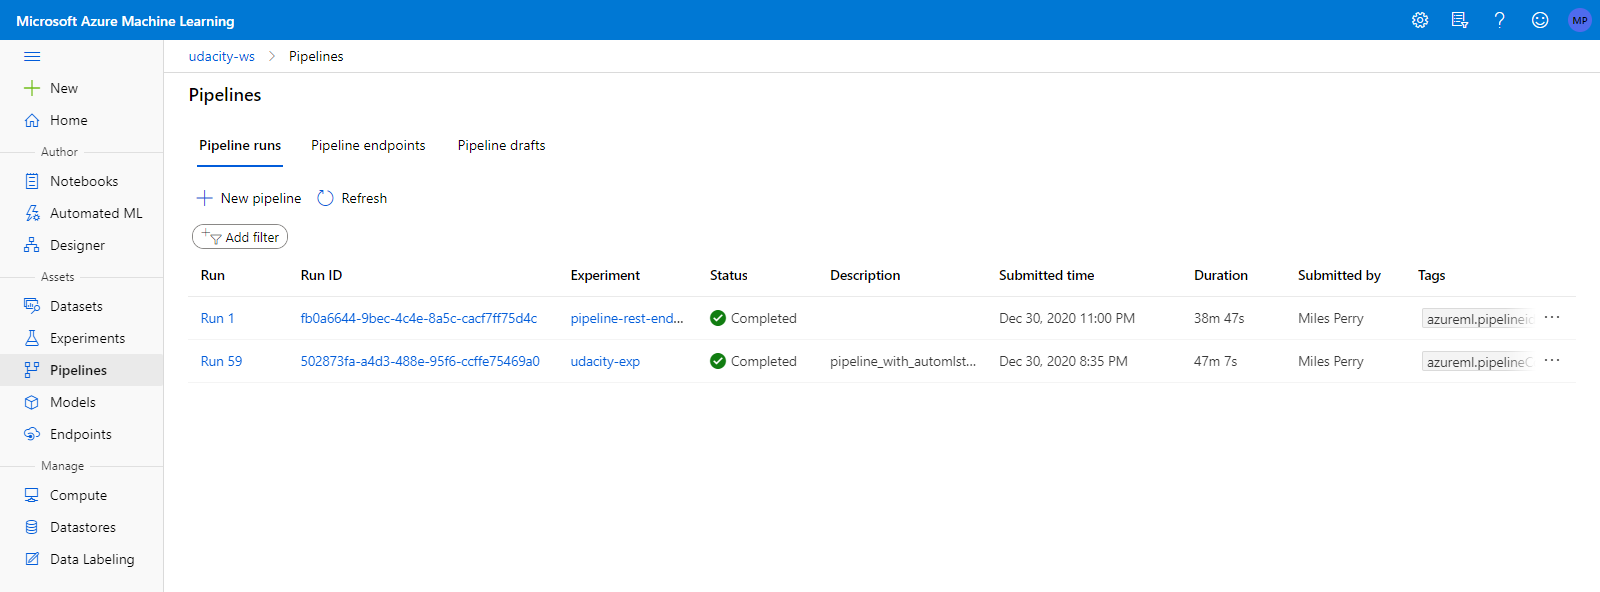 Microsoft Azure Machine Learning
MP
udacity-ws > Pipelines
New
Home
Author
Notebooks
Automated ML
Designer
Assets
Datasets
Experiments
Pipelines
Models
Endpoints
Manage
Compute
Datastores
Data Labeling
Pipelines
Pipeline runs Pipeline endpoints Pipeline drafts
New pipeline Refresh
Add filter
Run Run ID Experiment Status Description Submitted time Duration Submitted by Tags
Run 1 fb0a6644-9bec-4c4e-8a5c-cacf7ff75d4c pipeline-rest-end... Completed Dec 30, 2020 11:00 PM 38m 47s Miles Perry azureml.pipelineid ...
Run 59 502873fa-a4d3-488e-95f6-ccffe75469a0 udacity-exp Completed pipeline_with_automlst... Dec 30, 2020 8:35 PM 47m 7s Miles Perry azureml.pipelineC ...